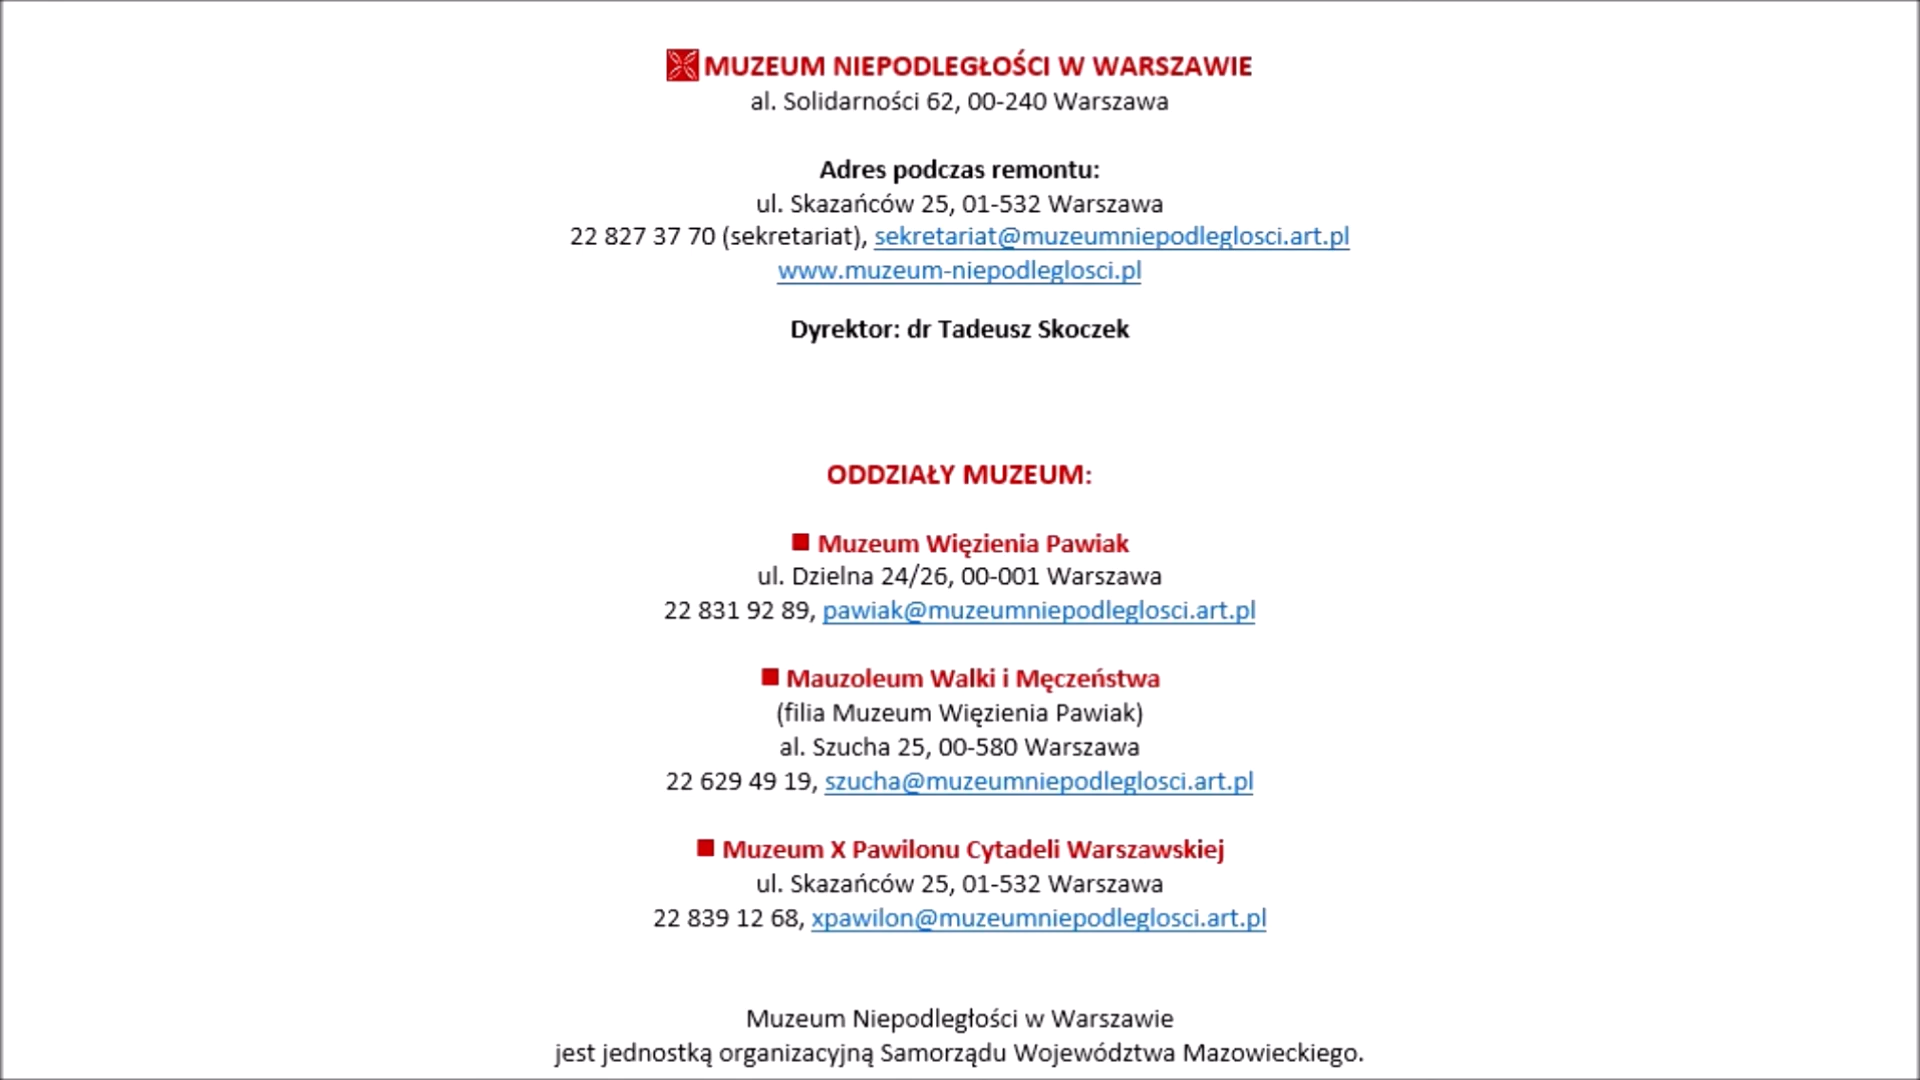 MUZEUM NIEPODLEGŁOŚCI W WARSZAWIE
al. Solidarności 62, 00-240 Warszawa
Adres podczas remontu:
ul. Skazańców 25, 01-532 Warszawa
22 827 37 70 (sekretariat), sekretariat@muzeumniepodleglosci.art.pl
www.muzeum-niepodleglosci.pl
Dyrektor: dr Tadeusz Skoczek
ODDZIAŁY MUZEUM:
Muzeum Więzienia Pawiak
ul. Dzielna 24/26, 00-001 Warszawa
22 831 92 89, pawiak@muzeumniepodleglosci.art.pl
Mauzoleum Walki i Męczeństwa
(filia Muzeum Więzienia Pawiak)
al. Szucha 25, 00-580 Warszawa
22 629 49 19, szucha@muzeumniepodleglosci.art.pl
Muzeum X Pawilonu Cytadeli Warszawskiej
ul. Skazańców 25, 01-532 Warszawa
22 839 12 68, xpawilon@muzeumniepodleglosci.art.pl
Muzeum Niepodległości w Warszawie
jest jednostką organizacyjną Samorządu Województwa Mazowieckiego.